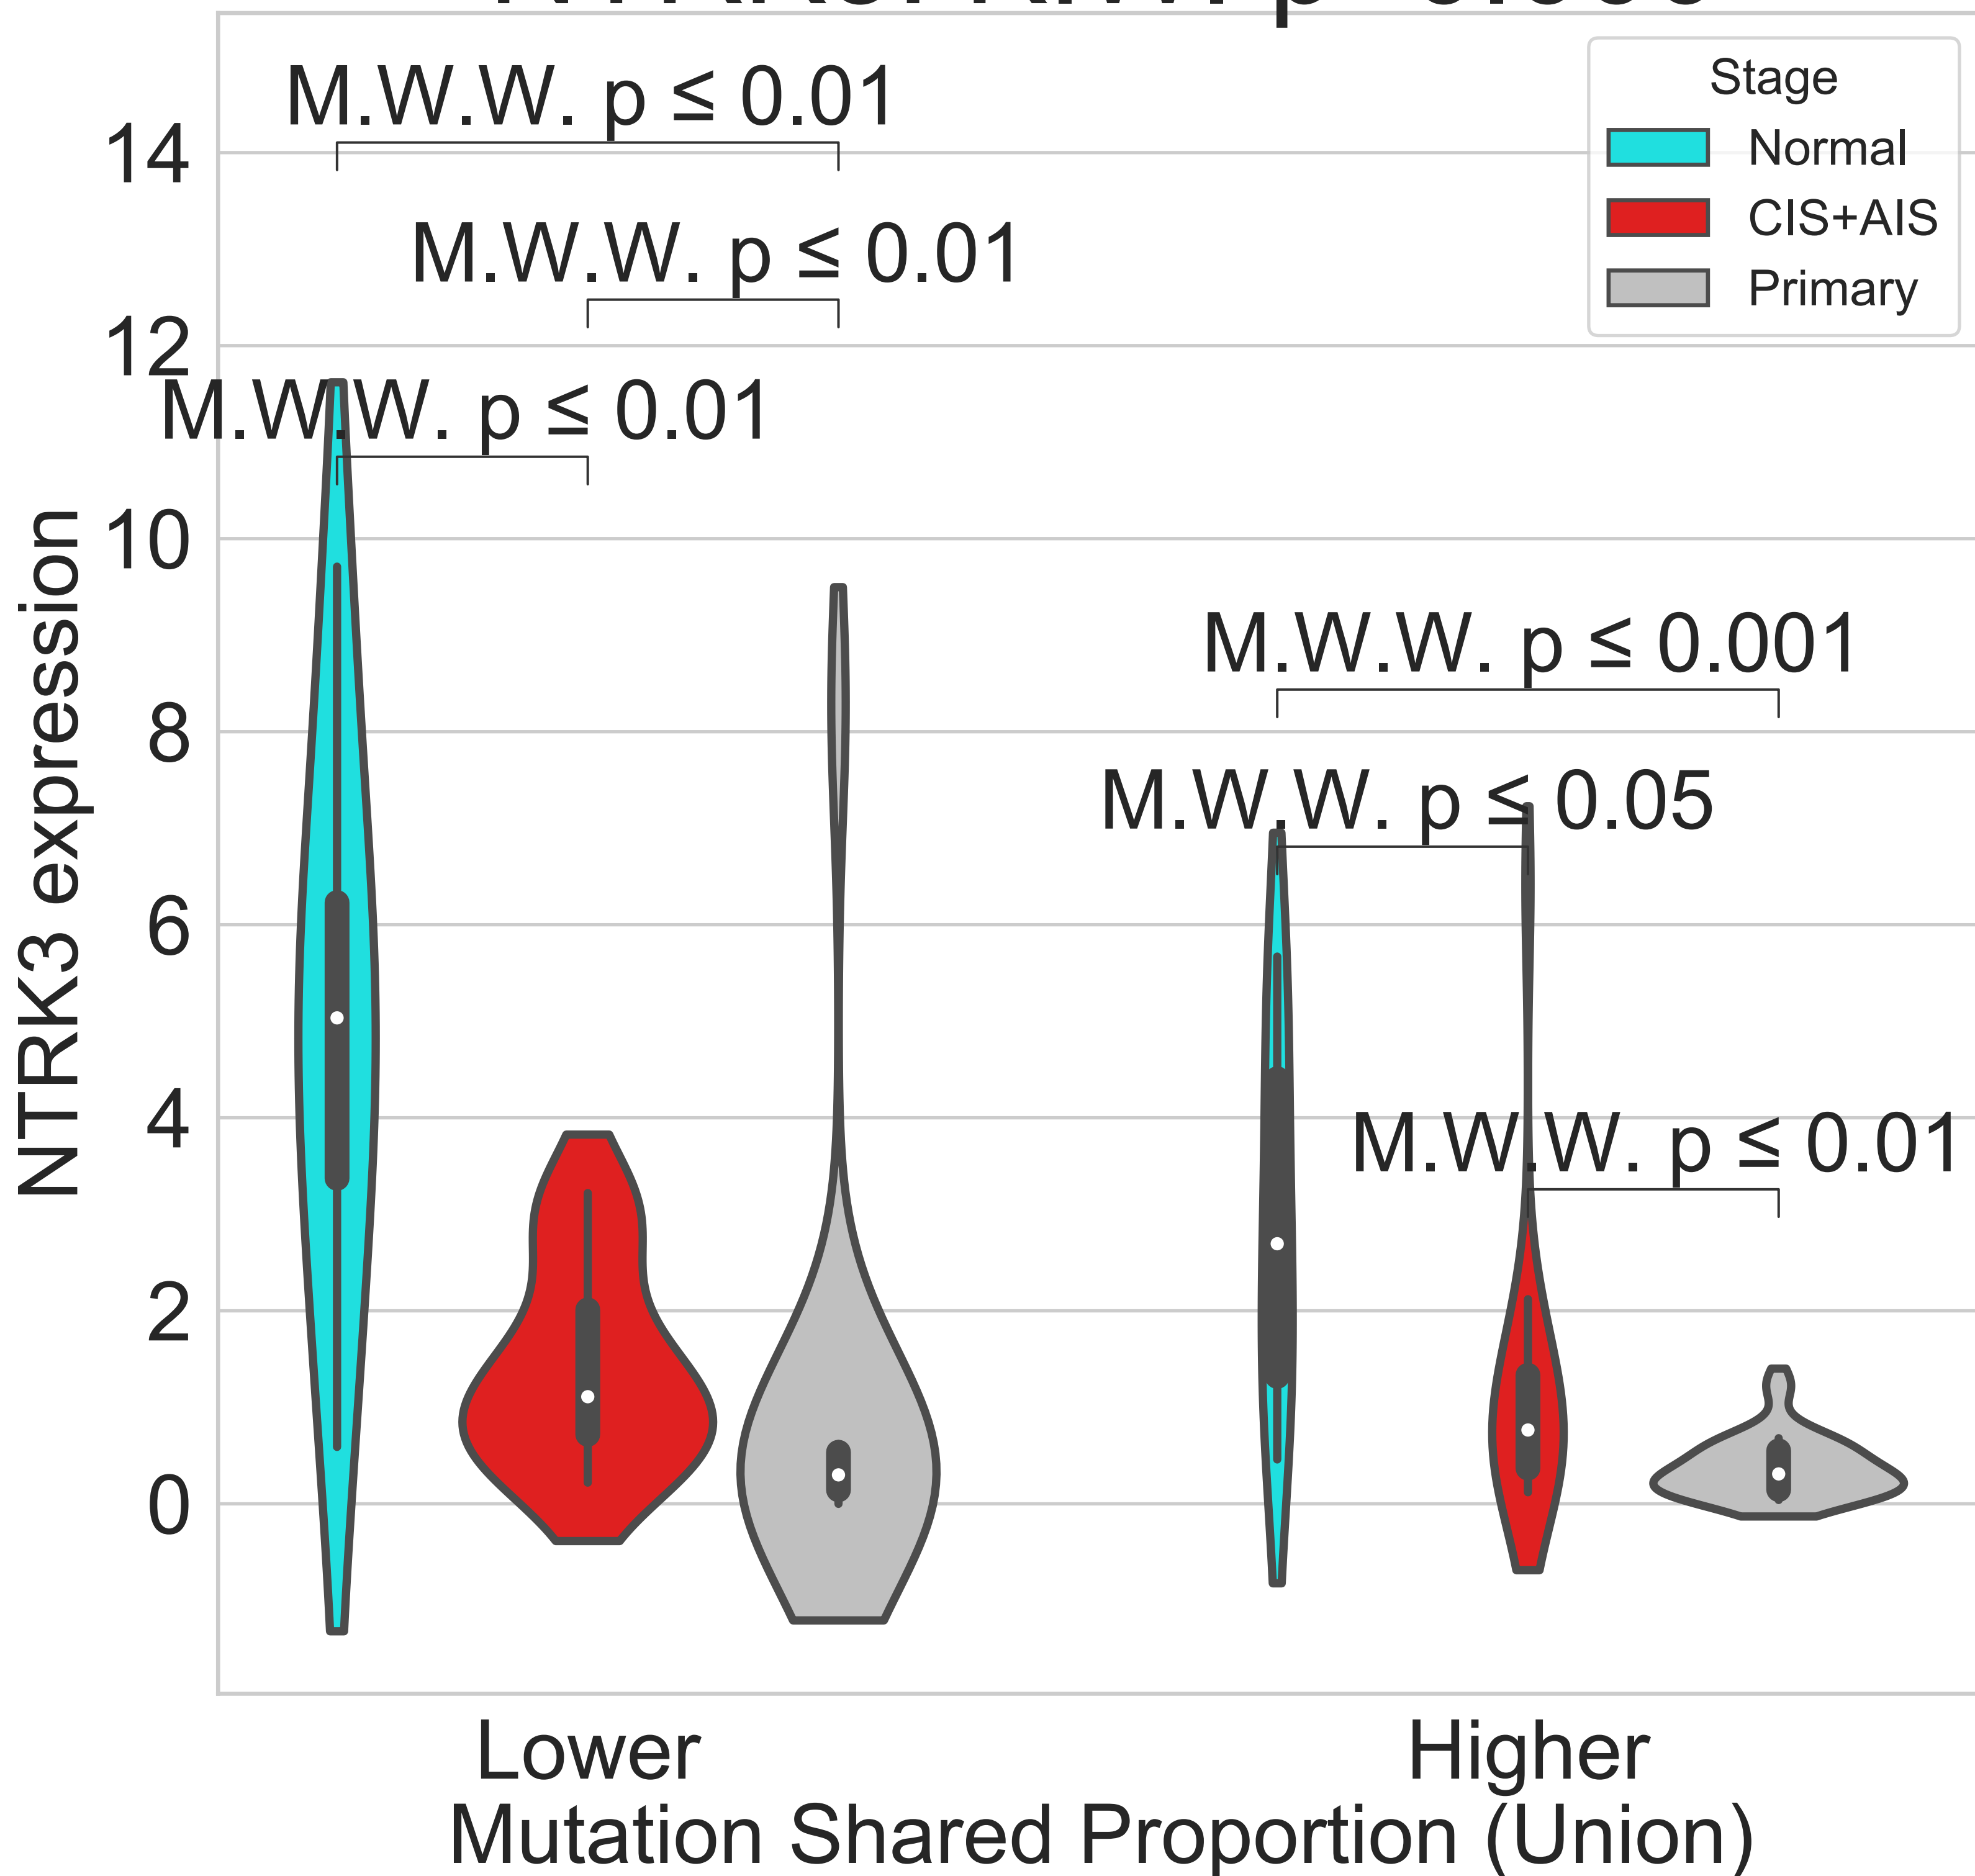 M.W.W. p ≤ 0.01
M.W.W. p ≤ 0.01
M.W.W. p ≤ 0.01
M.W.W. p ≤ 0.001
M.W.W. p ≤ 0.05
M.W.W. p ≤ 0.01
Stage
Normal
CIS+AIS
Primary
14
12
10
8
6
4
2
0
NTRK3 expression
Lower
Higher
Mutation Shared Proportion (Union)